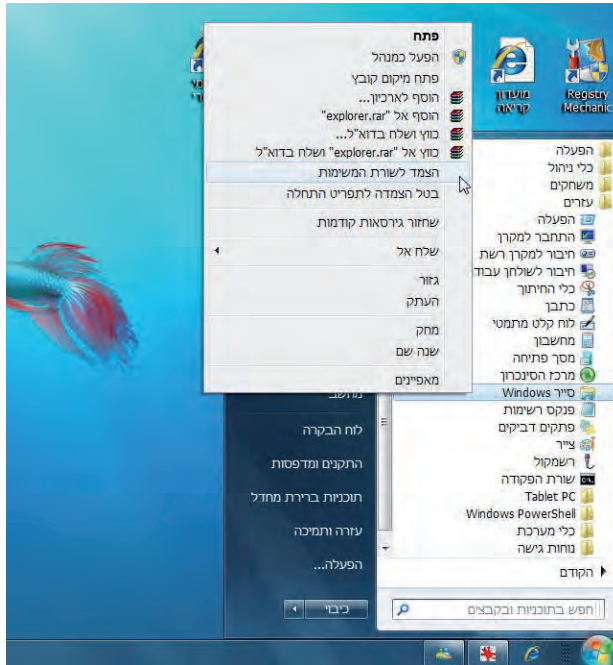 פתח
הפעל כמנהל
פתח מיקום קובץ
הוסף לארכיון...
הוסף אל "explorer.rar"
כווץ ושלח בדוא"ל...
כווץ אל "explorer.rar" ושלח בדוא"ל
הצמד לשורת המשימות
בטל הצמדה לתפריט התחלה
שחזור גירסאות קודמות
שלח אל
גזור
העתק
מחק
שנה שם
מאפיינים
Registry
Mechanic
מועדון
קריאה
הפעלה
כלי ניהול
משחקים
עזרים
הפעלה
התחבר למקרן
חיבור למקרן רשת
חיבור לשולחן עבוד
כלי החיתוך
כתבן
לוח קלט מתמטי
מחשבון
מסך פתיחה
מרכז הסינכרון
סייר Windows
פנקס רשימות
פתקים דביקים
צייר
רשמקול
שורת הפקודה
Tablet PC
Windows PowerShell
כלי מערכת
נוחות גישה
הקודם
חפש בתוכניות ובקבצים
מחשב
לוח הבקרה
התקנים ומדפסות
תוכניות ברירת מחדל
עזרה ותמיכה
הפעלה...
כיבוי